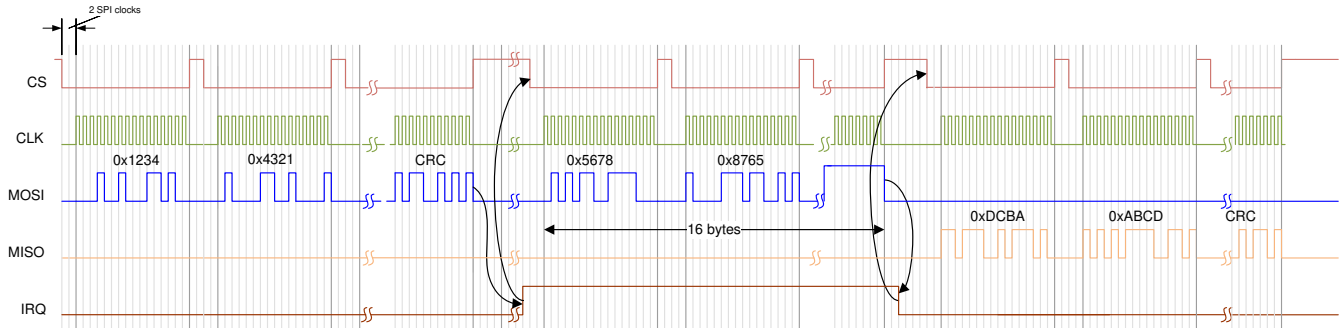 2 SPI clocks
CS
CLK
0x1234 0x4321 CRC 0x5678 0x8765
MOSI
0xDCBA 0xABCD CRC
16 bytes
MISO
IRQ